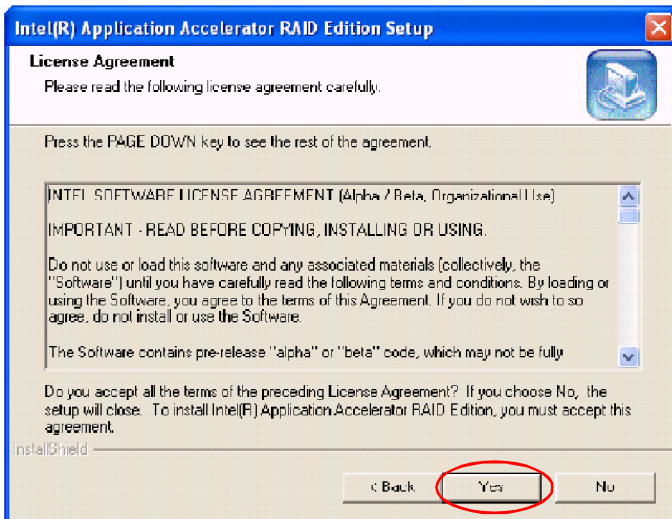 Intel(R) Application Accelerator RAID Edition Setup
License Agreement
Please read the following license agreement carefully.
Press the PAGE DOWN key to see the rest of the agreement.
INTEL SOFTWARE LICENSE AGREEMENT (Alpha / Beta, Organizational Use)
IMPORTANT - READ BEFORE COPYING, INSTALLING OR USING.
Do not use or load this software and any associated materials (collectively, the
"Software") until you have carefully read the following terms and conditions. By loading or
using the Software, you agree to the terms of this Agreement. If you do not wish to so
agree, do not install or use the Software.
The Software contains pre-release "alpha" or "beta" code, which may not be fully
Do you accept all the terms of the preceding License Agreement? If you choose No, the
setup will close. To install Intel(R) Application Accelerator RAID Edition, you must accept this
agreement.
InstallShield
< Back
Yes
No